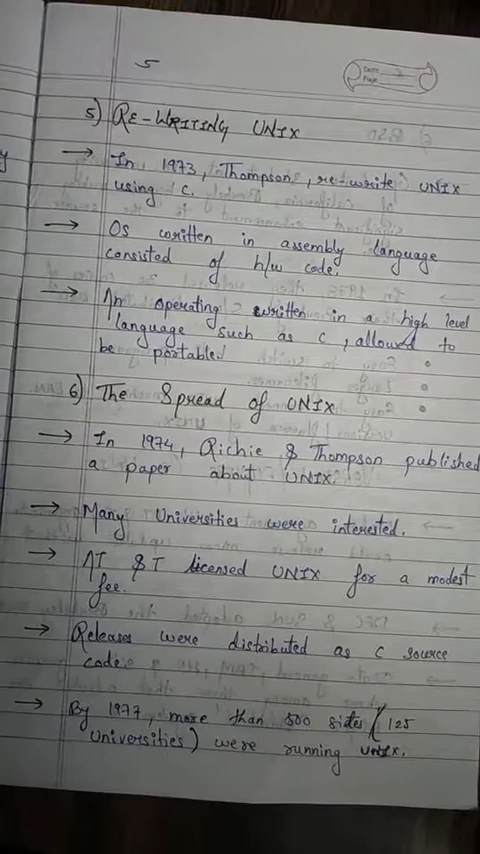 5
Date
Page
5) RE-WRITING UNIX
→ In 1973, Thompson, re-write UNIX
using C.
→ OS written in assembly language
consisted of h/w code.
→ An operating written in a high level
language such as C, allowed to
be portable.
6) The Spread of UNIX
→ In 1974, Richie & Thompson published
a paper about UNIX.
→ Many Universities were interested.
→ AT & T licensed UNIX for a modest
fee.
→ Releases were distributed as C source
code.
→ By 1977, more than 500 sites (125
Universities) were running UNIX.